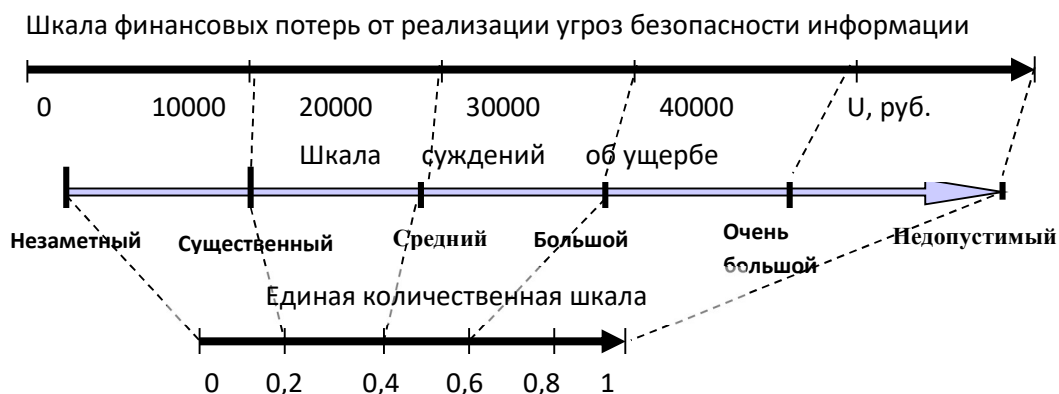 Шкала финансовых потерь от реализации угроз безопасности информации
0 10000 20000 30000 40000 U, руб.
Шкала суждений об ущербе
Незаметный Существенный Средний Большой Очень большой Недопустимый
Единая количественная шкала
0 0,2 0,4 0,6 0,8 1